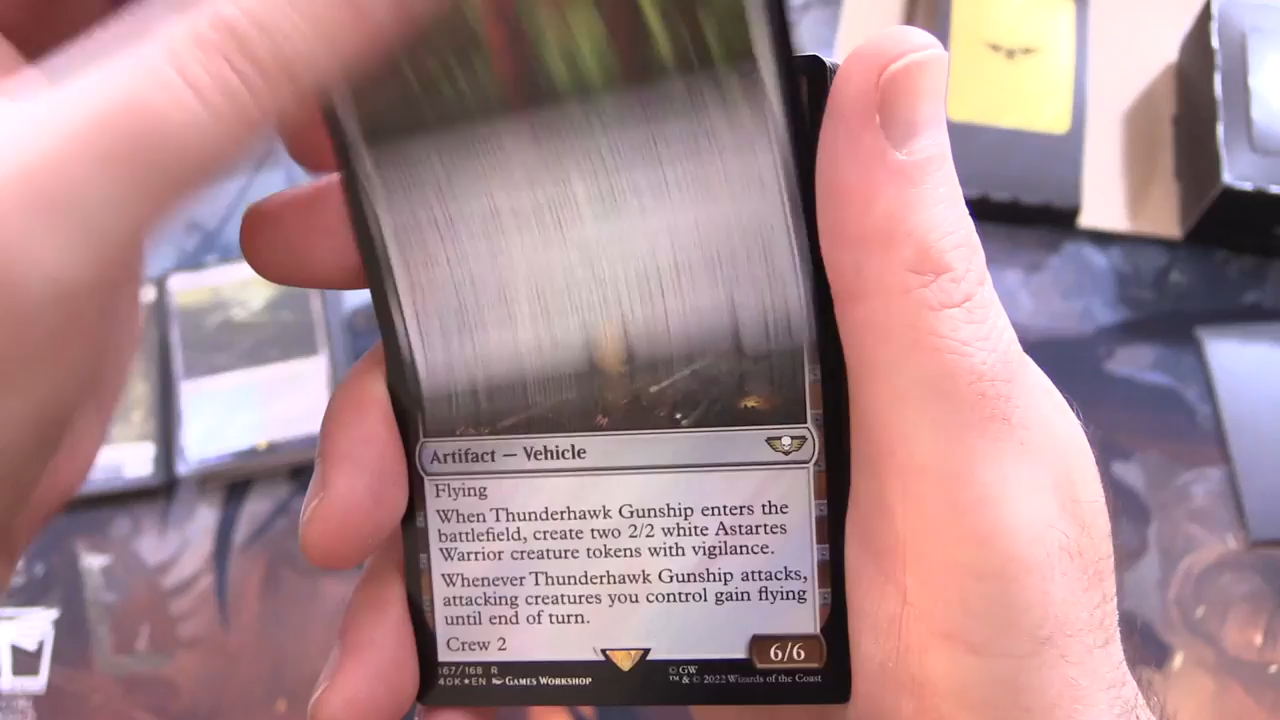 Artifact — Vehicle
Flying
When Thunderhawk Gunship enters the
battlefield, create two 2/2 white Astartes
Warrior creature tokens with vigilance.
Whenever Thunderhawk Gunship attacks,
attacking creatures you control gain flying
until end of turn.
Crew 2
6/6
167/168 R
40K★EN GAMES WORKSHOP
© GW
™ & © 2022 Wizards of the Coast